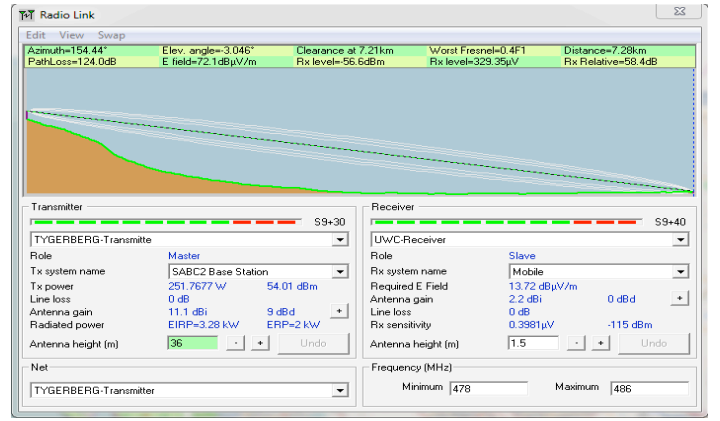 Radio Link
Edit View Swap
Azimuth=154.44° Elev. angle=-3.046° Clearance at 7.21km Worst Fresnel=0.4F1 Distance=7.28km
PathLoss=124.0dB E field=72.1dBµV/m Rx level=-56.6dBm Rx level=329.35µV Rx Relative=58.4dB
Transmitter
S9+30
TYGERBERG-Transmitte
Role Master
Tx system name SABC2 Base Station
Tx power 251.7677 W 54.01 dBm
Line loss 0 dB
Antenna gain 11.1 dBi 9 dBd +
Radiated power EIRP=3.28 kW ERP=2 kW
Antenna height (m) 36 - + Undo
Receiver
S9+40
UWC-Receiver
Role Slave
Rx system name Mobile
Required E Field 13.72 dBµV/m
Antenna gain 2.2 dBi 0 dBd +
Line loss 0 dB
Rx sensitivity 0.3981µV -115 dBm
Antenna height (m) 1.5 - + Undo
Net
TYGERBERG-Transmitter
Frequency (MHz)
Minimum 478 Maximum 486